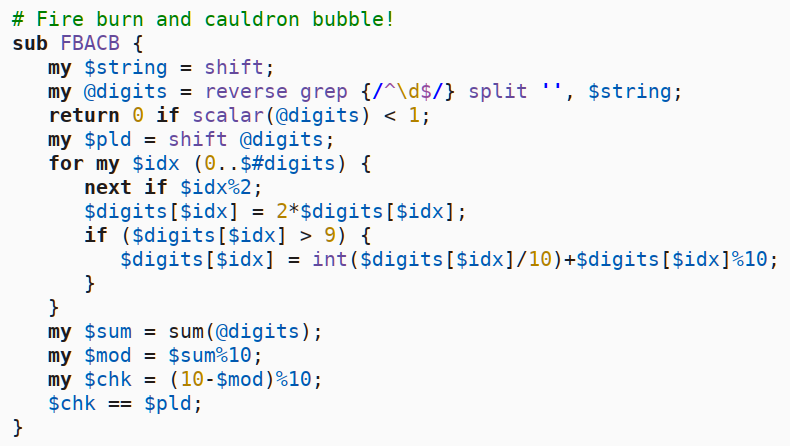 # Fire burn and cauldron bubble!
sub FBACB {
   my $string = shift;
   my @digits = reverse grep {/^\d$/} split '', $string;
   return 0 if scalar(@digits) < 1;
   my $pld = shift @digits;
   for my $idx (0..$#digits) {
      next if $idx%2;
      $digits[$idx] = 2*$digits[$idx];
      if ($digits[$idx] > 9) {
         $digits[$idx] = int($digits[$idx]/10)+$digits[$idx]%10;
      }
   }
   my $sum = sum(@digits);
   my $mod = $sum%10;
   my $chk = (10-$mod)%10;
   $chk == $pld;
}